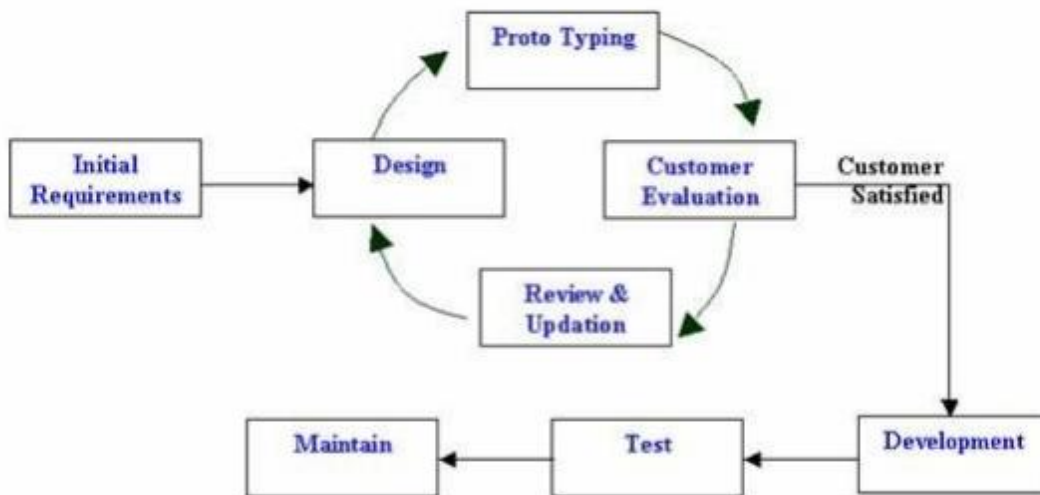 Proto Typing
Initial
Requirements
Design
Customer
Evaluation
Customer
Satisfied
Review &
Updation
Maintain
Test
Development